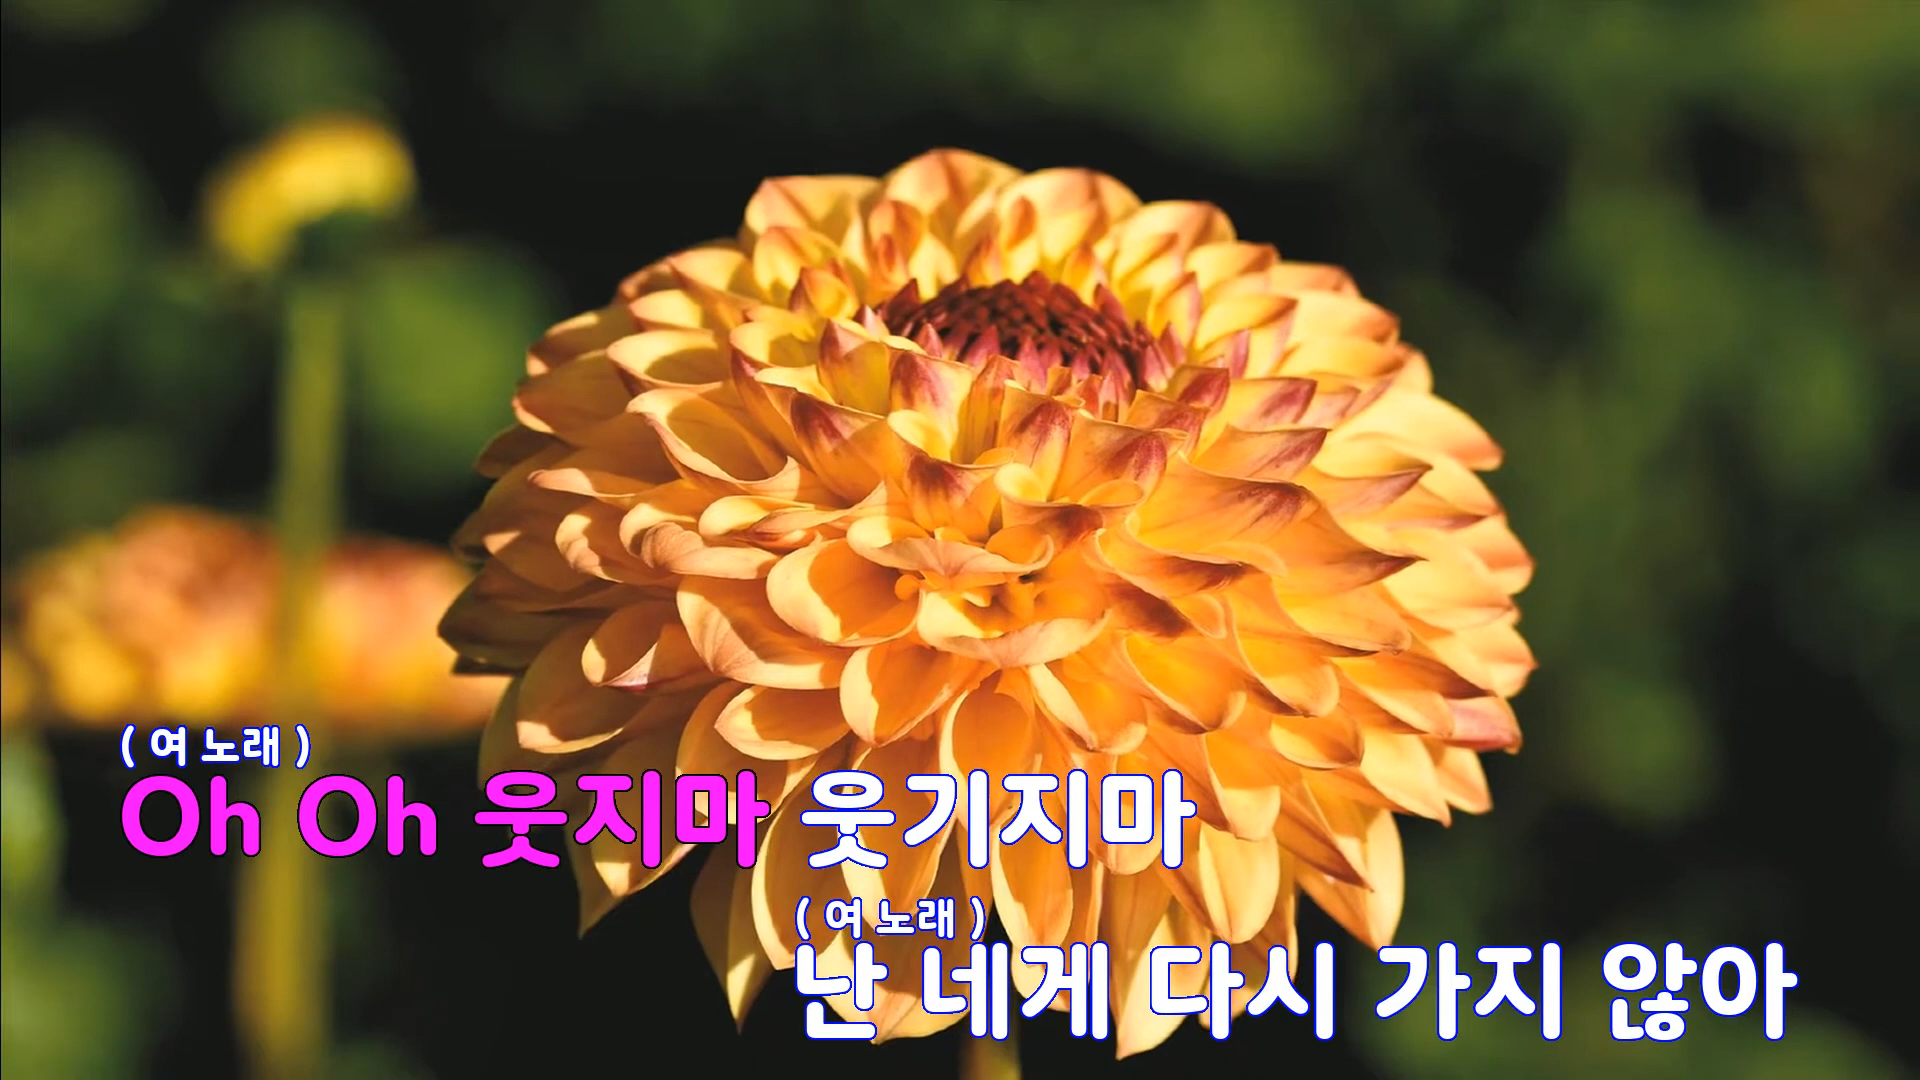 ( 여 노래 )
Oh Oh 웃지마 웃기지마
( 여 노래 )
난 네게 다시 가지 않아